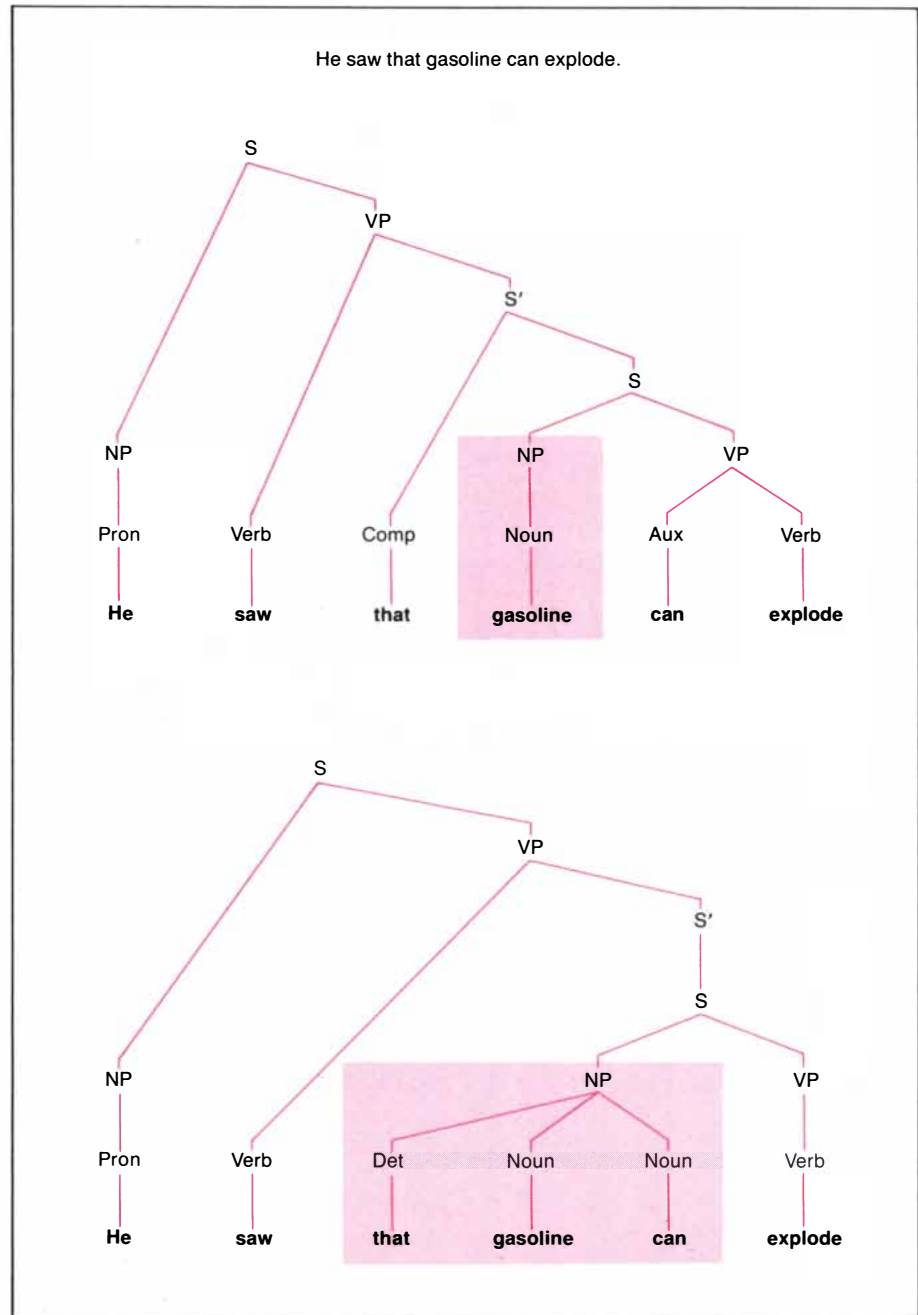 He saw that gasoline can explode.
S
VP
S′
S
NP NP VP
Pron Verb Comp Noun Aux Verb
He saw that gasoline can explode
S
VP
S′
S
NP NP VP
Pron Verb Det Noun Noun Verb
He saw that gasoline can explode